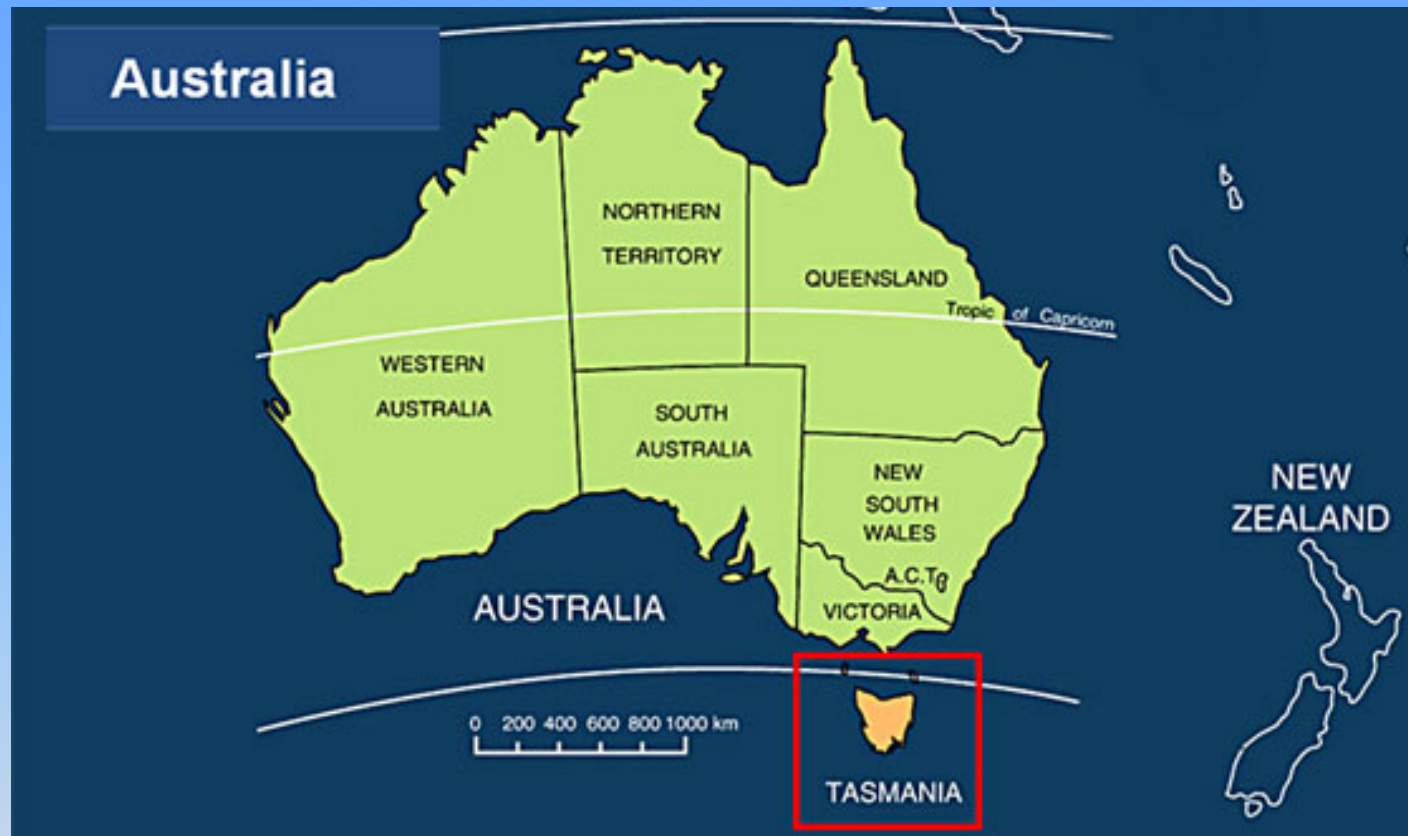 Australia
NORTHERN
TERRITORY
QUEENSLAND
Tropic of Capricorn
WESTERN
AUSTRALIA
SOUTH
AUSTRALIA
NEW
SOUTH
WALES
A.C.T
VICTORIA
NEW
ZEALAND
AUSTRALIA
0 200 400 600 800 1000 km
TASMANIA